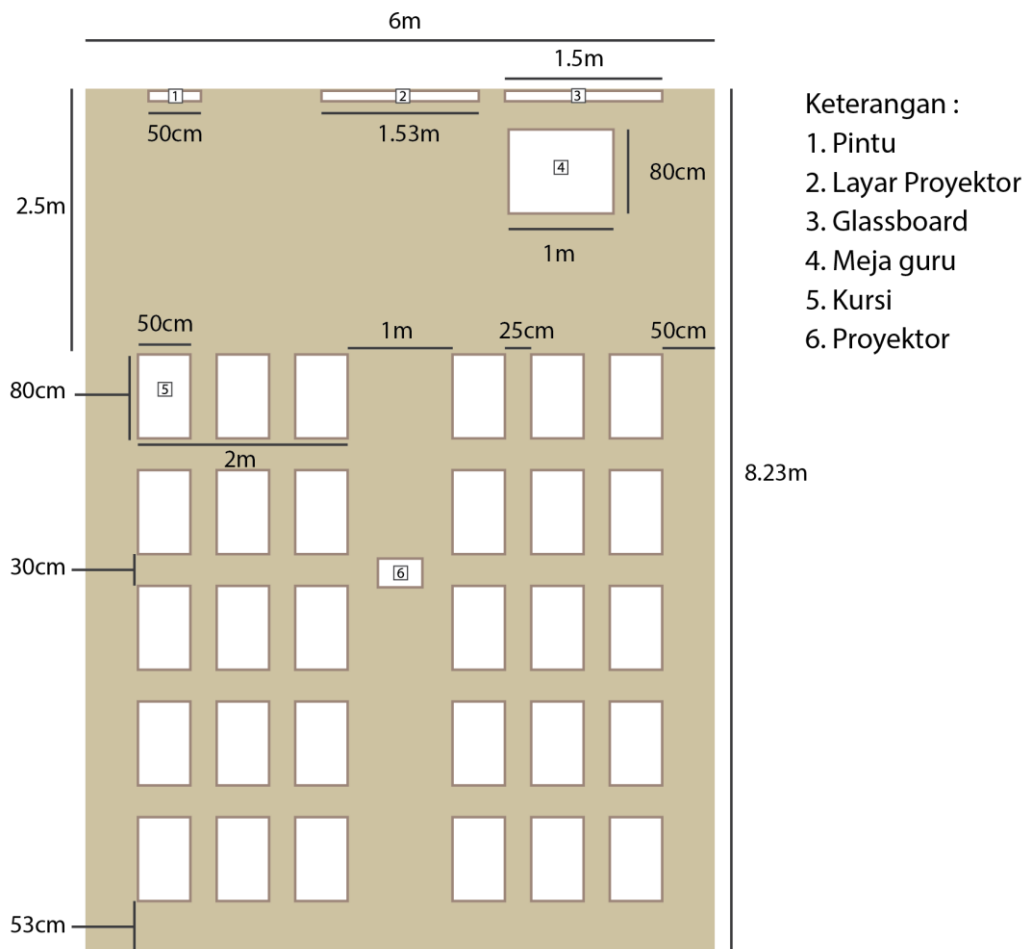 6m
1.5m
1
2
3
50cm
1.53m
4
80cm
2.5m
1m
50cm
1m
25cm
50cm
80cm
5
2m
8.23m
30cm
6
53cm
Keterangan :
1. Pintu
2. Layar Proyektor
3. Glassboard
4. Meja guru
5. Kursi
6. Proyektor